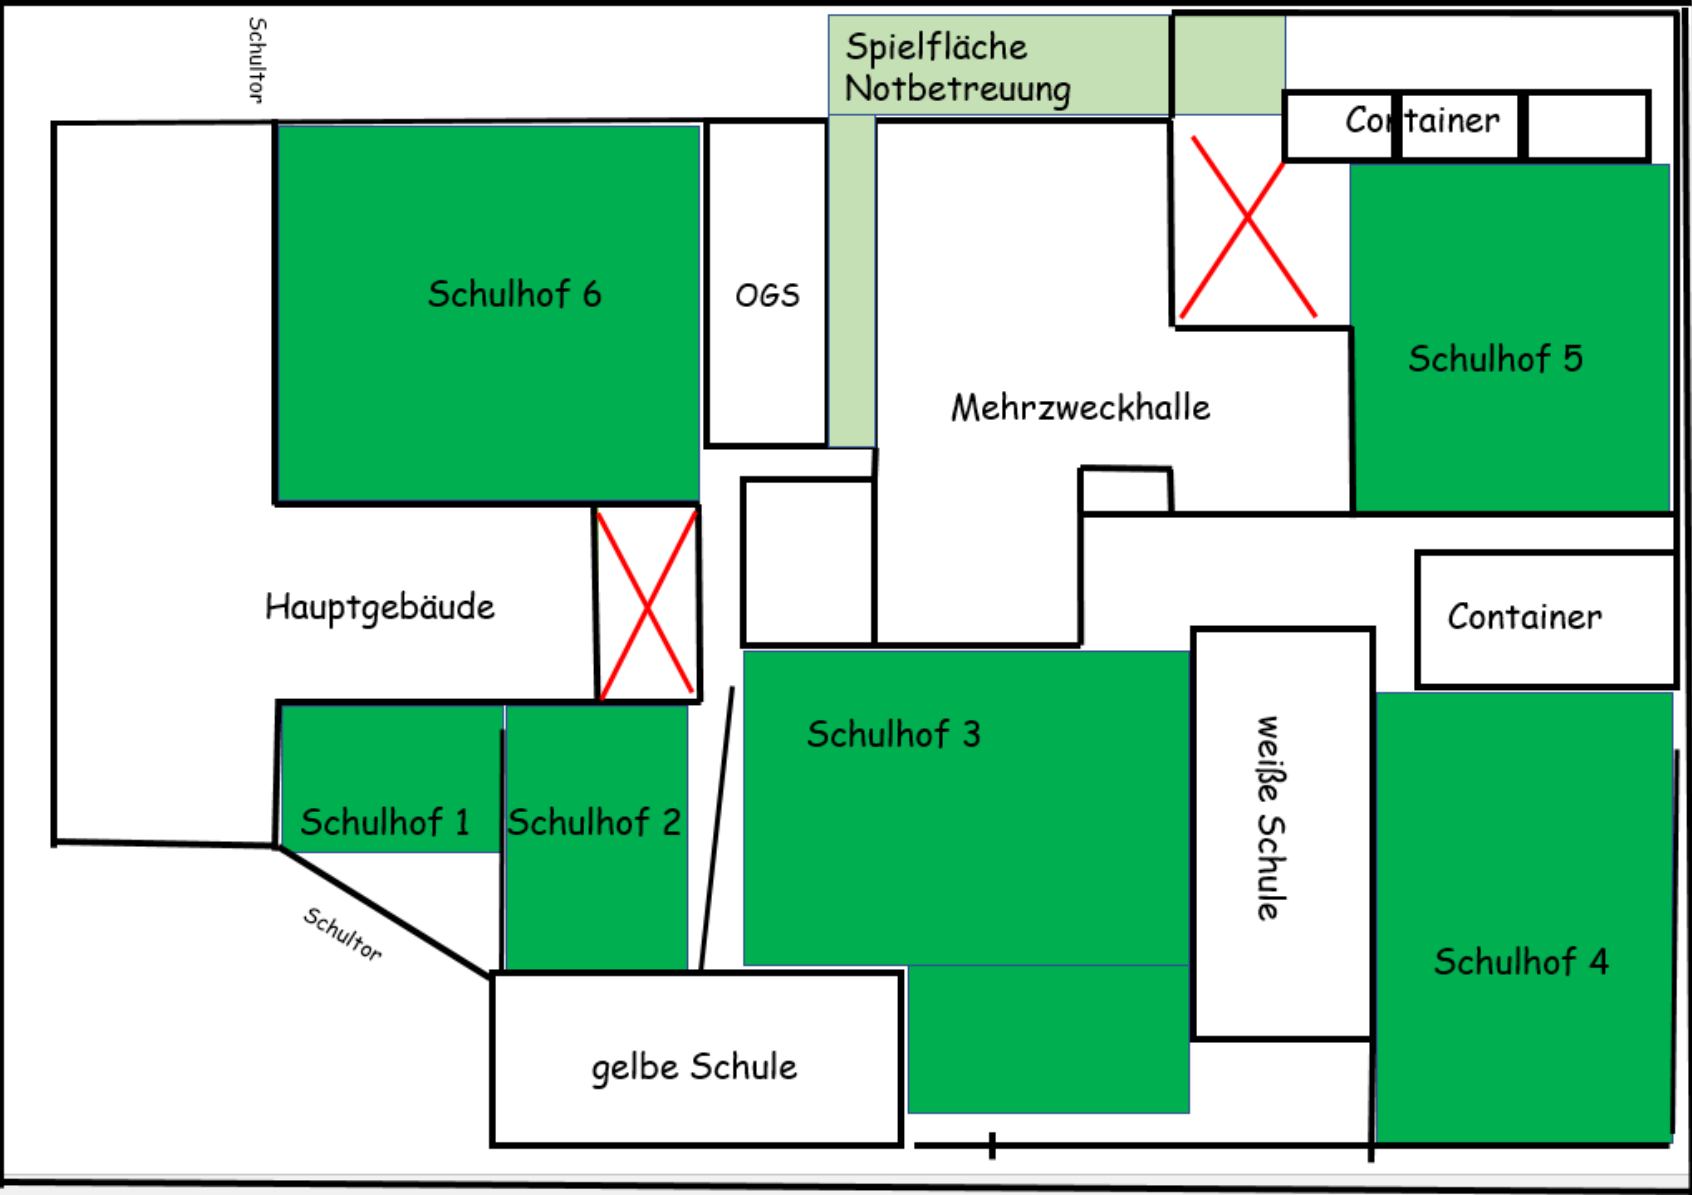 Schultor
Spielfläche
Notbetreuung
Container
Schulhof 6
OGS
Schulhof 5
Mehrzweckhalle
Hauptgebäude
Container
Schulhof 3
weiße Schule
Schulhof 1
Schulhof 2
Schultor
Schulhof 4
gelbe Schule